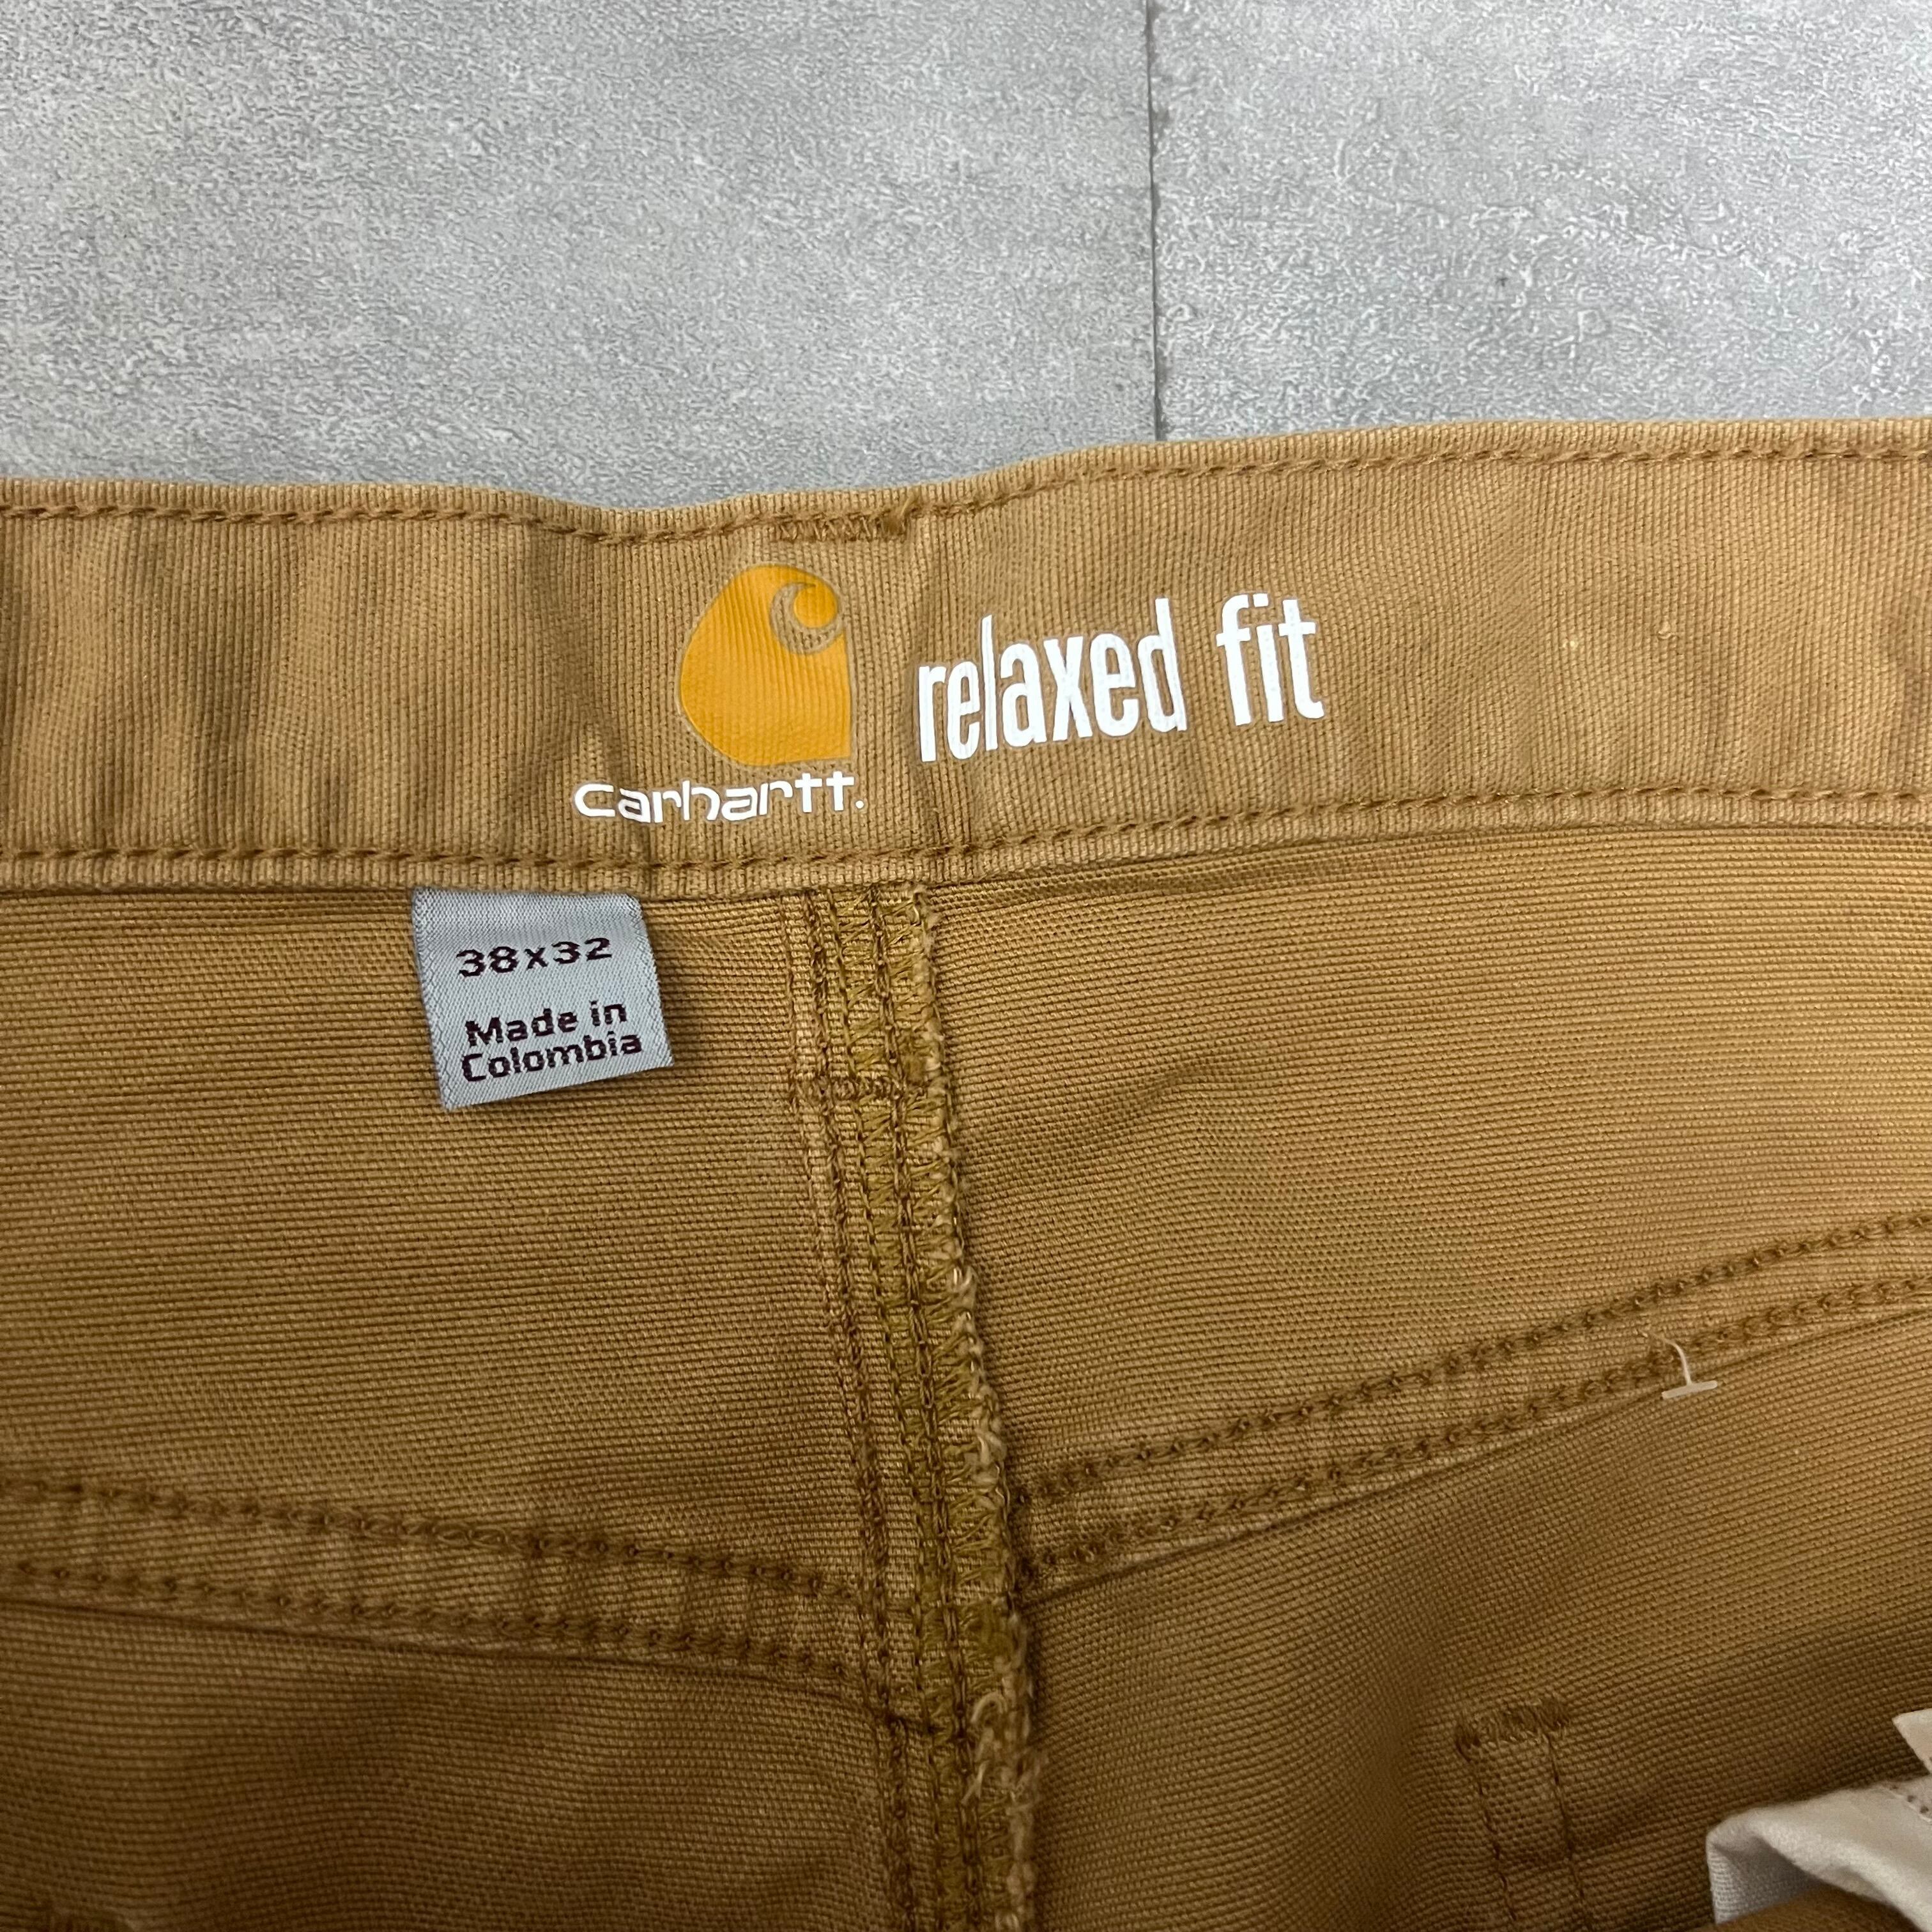 carhartt.
relaxed fit
38x32
Made in
Colombia